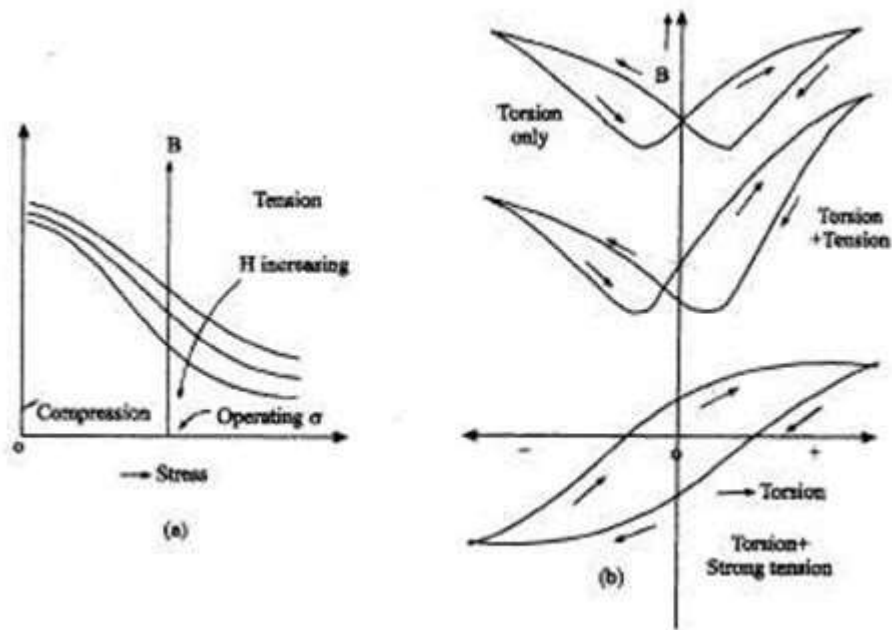 B
Tension
H increasing
Compression
Operating σ
o
→ Stress
(a)
B
Torsion
only
Torsion
+Tension
−
o
+
→ Torsion
Torsion+
Strong tension
(b)